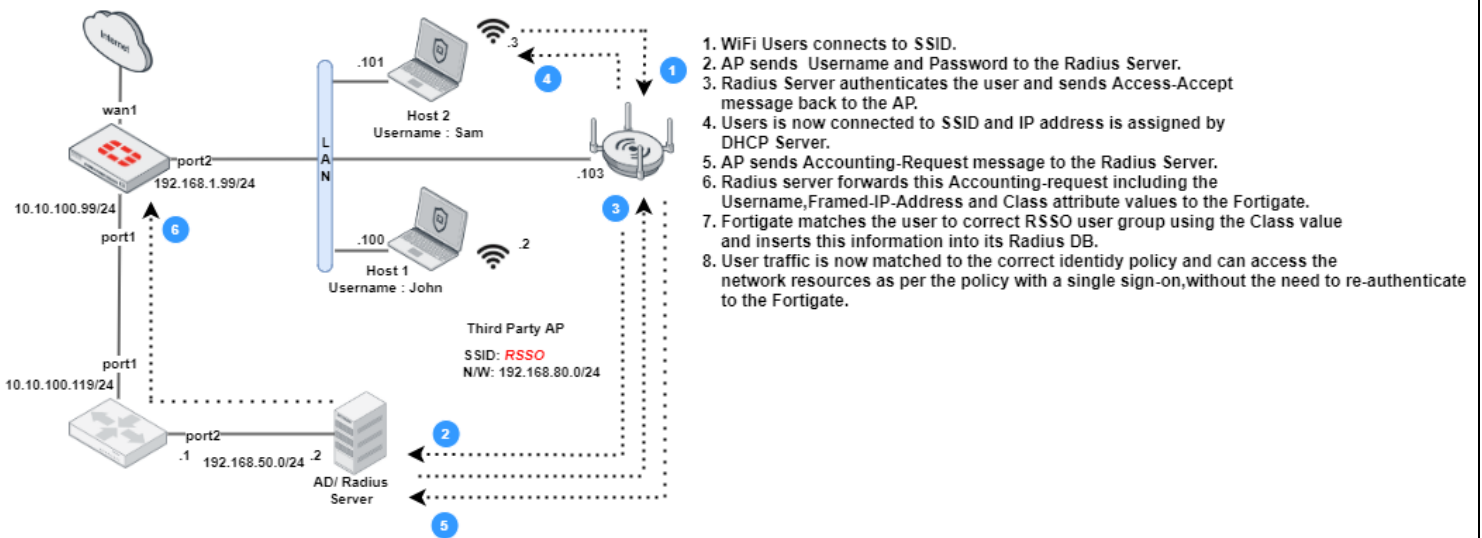 Internet
wan1
port2
192.168.1.99/24
10.10.100.99/24
port1
6
port1
10.10.100.119/24
port2
.1
192.168.50.0/24
.2
AD/ Radius
Server
L
A
N
.101
Host 2
Username : Sam
.3
4
1
.103
3
.100
.2
Host 1
Username : John
Third Party AP
SSID: RSSO
N/W: 192.168.80.0/24
2
5
1. WiFi Users connects to SSID.
2. AP sends Username and Password to the Radius Server.
3. Radius Server authenticates the user and sends Access-Accept
message back to the AP.
4. Users is now connected to SSID and IP address is assigned by
DHCP Server.
5. AP sends Accounting-Request message to the Radius Server.
6. Radius server forwards this Accounting-request including the
Username,Framed-IP-Address and Class attribute values to the Fortigate.
7. Fortigate matches the user to correct RSSO user group using the Class value
and inserts this information into its Radius DB.
8. User traffic is now matched to the correct identidy policy and can access the
network resources as per the policy with a single sign-on,without the need to re-authenticate
to the Fortigate.